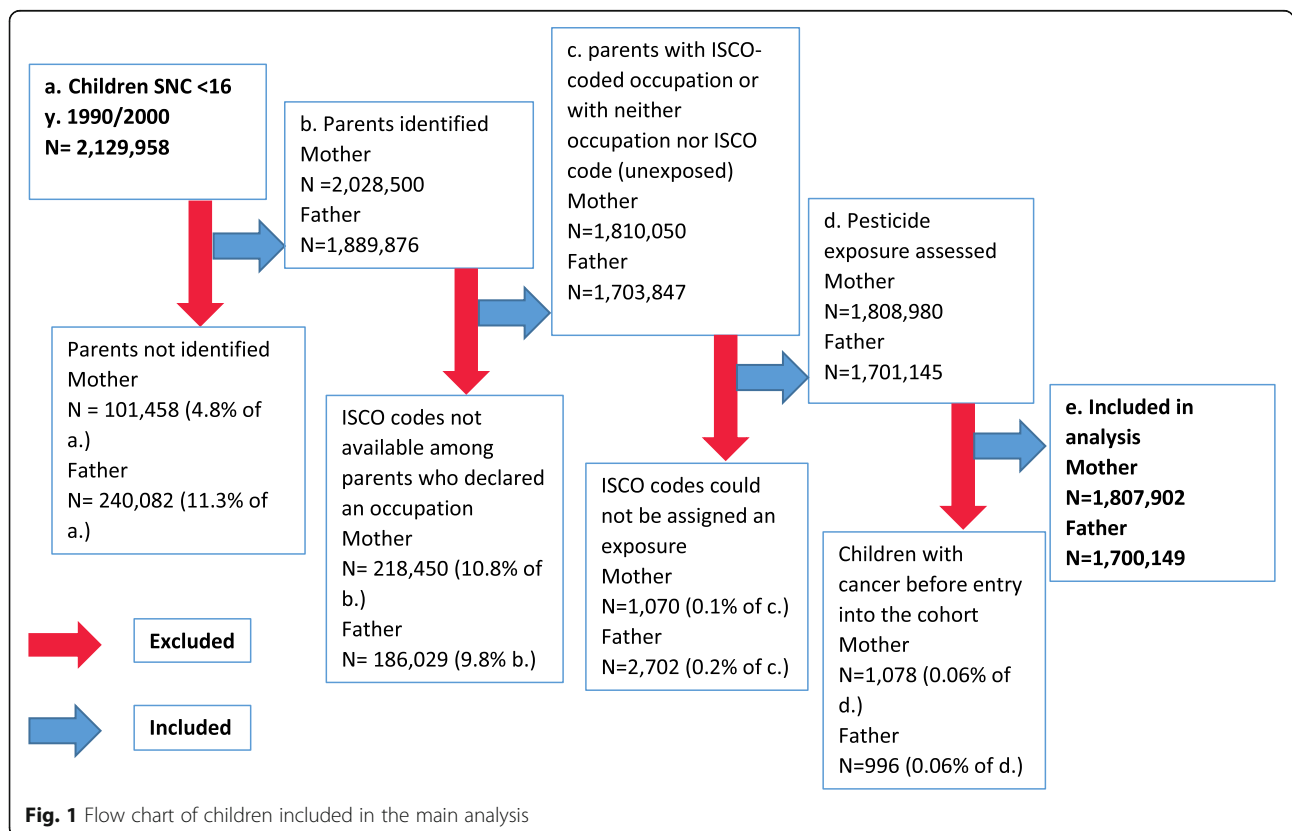 a. Children SNC <16
y. 1990/2000
N= 2,129,958
b. Parents identified
Mother
N =2,028,500
Father
N=1,889,876
c. parents with ISCO-
coded occupation or
with neither
occupation nor ISCO
code (unexposed)
Mother
N=1,810,050
Father
N=1,703,847
d. Pesticide
exposure assessed
Mother
N=1,808,980
Father
N=1,701,145
e. Included in
analysis
Mother
N=1,807,902
Father
N=1,700,149
Parents not identified
Mother
N = 101,458 (4.8% of
a.)
Father
N= 240,082 (11.3% of
a.)
ISCO codes not
available among
parents who declared
an occupation
Mother
N= 218,450 (10.8% of
b.)
Father
N= 186,029 (9.8% b.)
ISCO codes could
not be assigned an
exposure
Mother
N=1,070 (0.1% of c.)
Father
N=2,702 (0.2% of c.)
Children with
cancer before entry
into the cohort
Mother
N=1,078 (0.06% of
d.)
Father
N=996 (0.06% of d.)
Excluded
Included
Fig. 1 Flow chart of children included in the main analysis